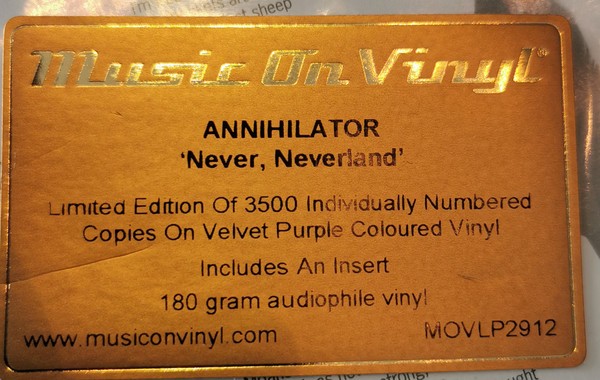 sheep
Music On Vinyl®
ANNIHILATOR
‘Never, Neverland’
Limited Edition Of 3500 Individually Numbered
Copies On Velvet Purple Coloured Vinyl
Includes An Insert
180 gram audiophile vinyl
www.musiconvinyl.com
MOVLP2912